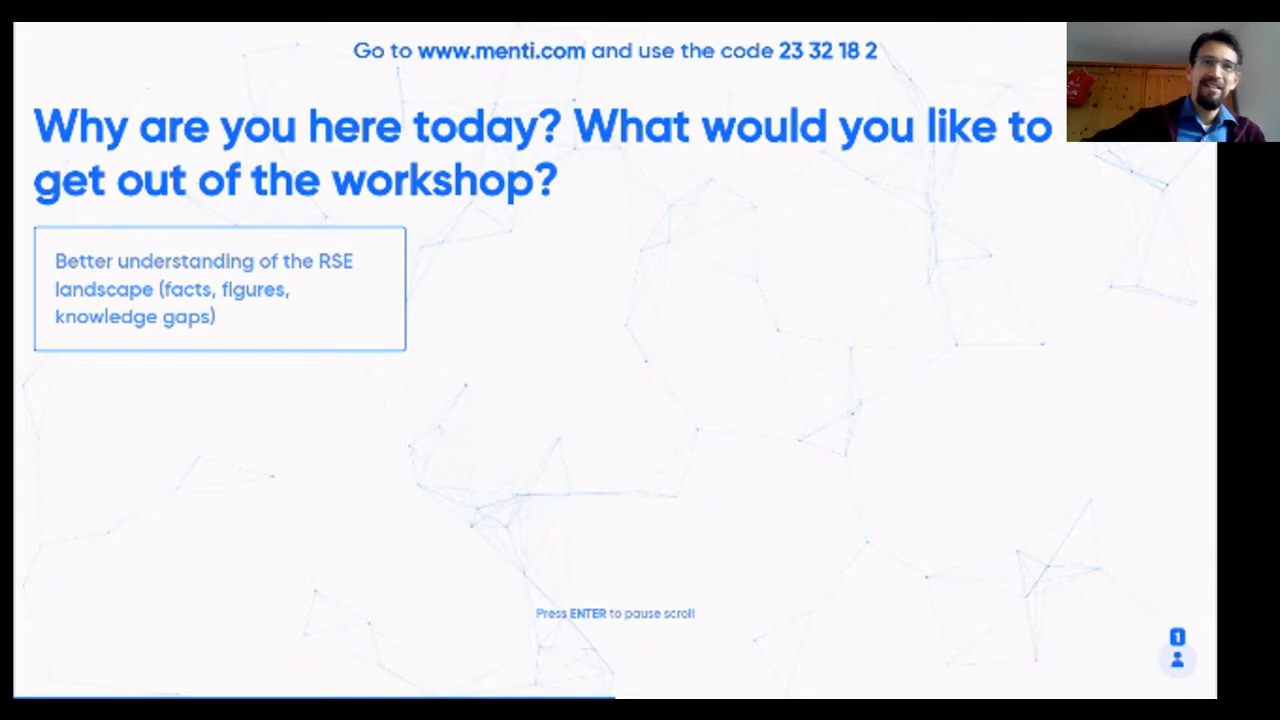 Go to www.menti.com and use the code 23 32 18 2
Why are you here today? What would you like to
get out of the workshop?
Better understanding of the RSE
landscape (facts, figures,
knowledge gaps)
Press ENTER to pause scroll
1